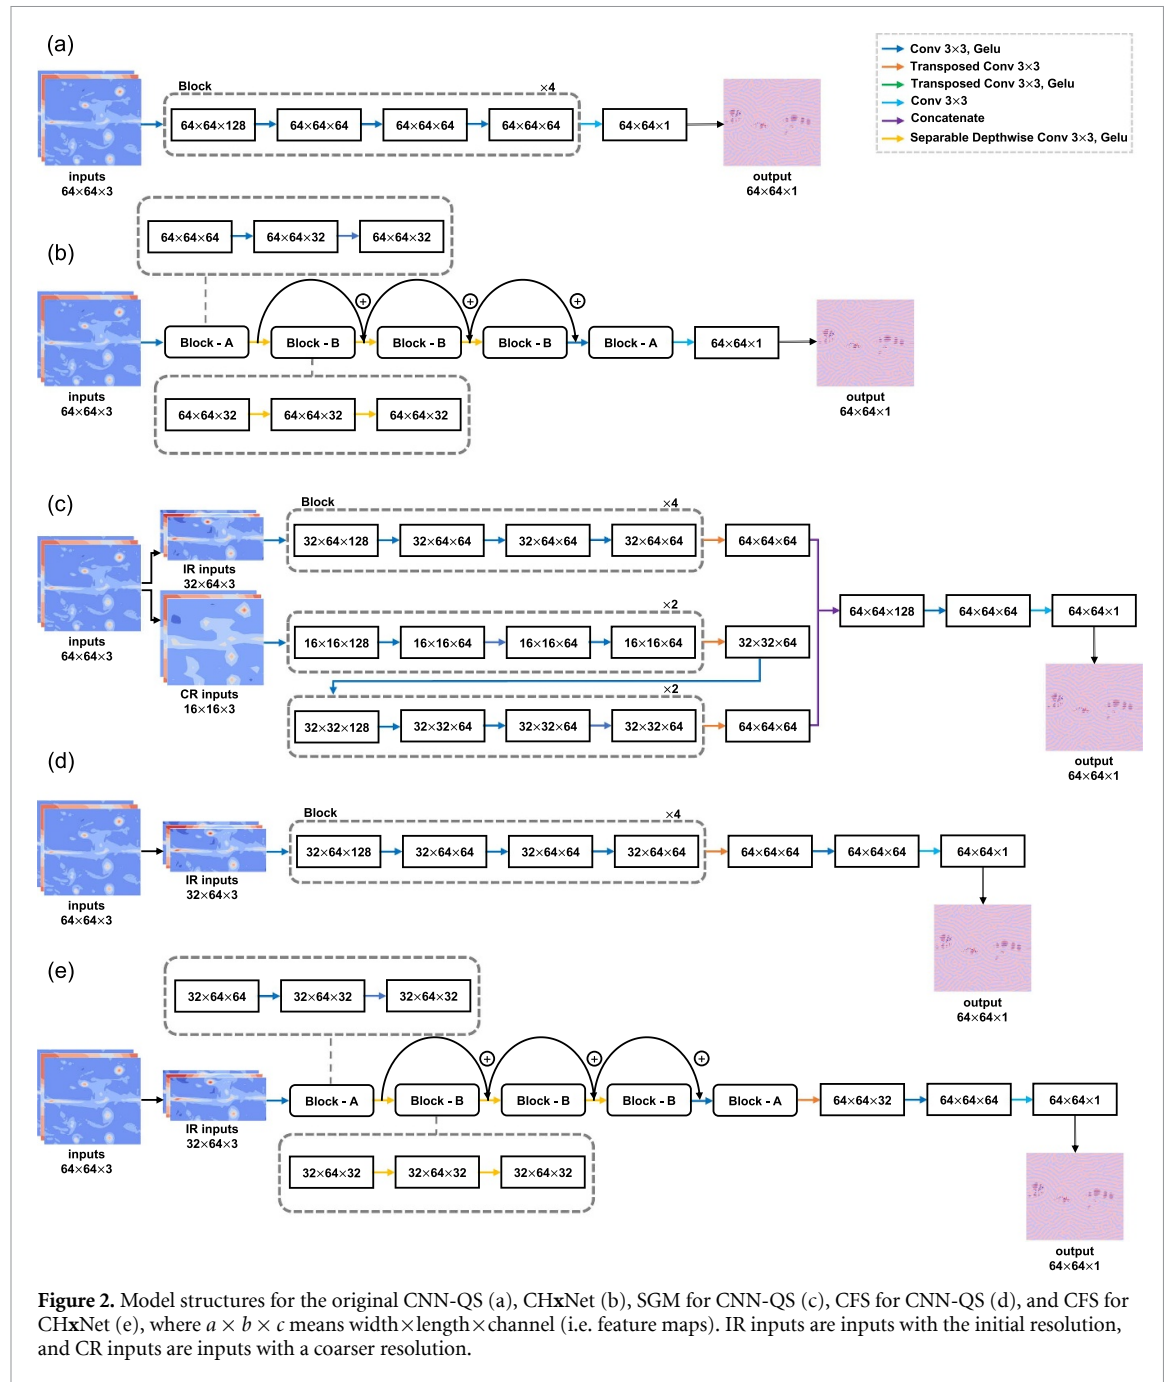 (a)
Block
×4
64×64×128
64×64×64
64×64×64
64×64×64
64×64×1
inputs
64×64×3
output
64×64×1
Conv 3×3, Gelu
Transposed Conv 3×3
Transposed Conv 3×3, Gelu
Conv 3×3
Concatenate
Separable Depthwise Conv 3×3, Gelu
(b)
64×64×64
64×64×32
64×64×32
+
+
+
Block - A
Block - B
Block - B
Block - B
Block - A
64×64×1
inputs
64×64×3
64×64×32
64×64×32
64×64×32
output
64×64×1
(c)
Block
×4
32×64×128
32×64×64
32×64×64
32×64×64
64×64×64
IR inputs
32×64×3
inputs
64×64×3
×2
16×16×128
16×16×64
16×16×64
16×16×64
32×32×64
CR inputs
16×16×3
×2
32×32×128
32×32×64
32×32×64
32×32×64
64×64×64
64×64×128
64×64×64
64×64×1
output
64×64×1
(d)
Block
×4
32×64×128
32×64×64
32×64×64
32×64×64
64×64×64
64×64×64
64×64×1
inputs
64×64×3
IR inputs
32×64×3
output
64×64×1
(e)
32×64×64
32×64×32
32×64×32
+
+
+
Block - A
Block - B
Block - B
Block - B
Block - A
64×64×32
64×64×64
64×64×1
inputs
64×64×3
IR inputs
32×64×3
32×64×32
32×64×32
32×64×32
output
64×64×1
Figure 2. Model structures for the original CNN-QS (a), CHxNet (b), SGM for CNN-QS (c), CFS for CNN-QS (d), and CFS for
CHxNet (e), where a × b × c means width×length×channel (i.e. feature maps). IR inputs are inputs with the initial resolution,
and CR inputs are inputs with a coarser resolution.